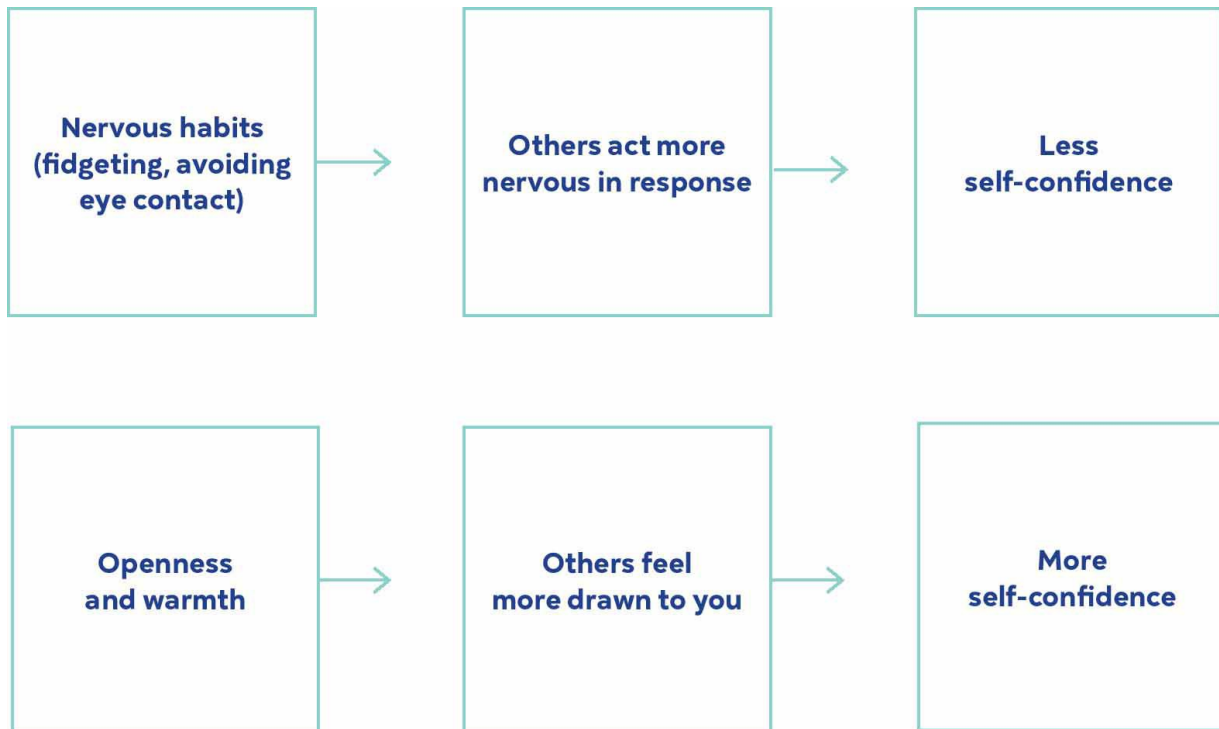 Nervous habits
(fidgeting, avoiding
eye contact)
Others act more
nervous in response
Less
self-confidence
Openness
and warmth
Others feel
more drawn to you
More
self-confidence